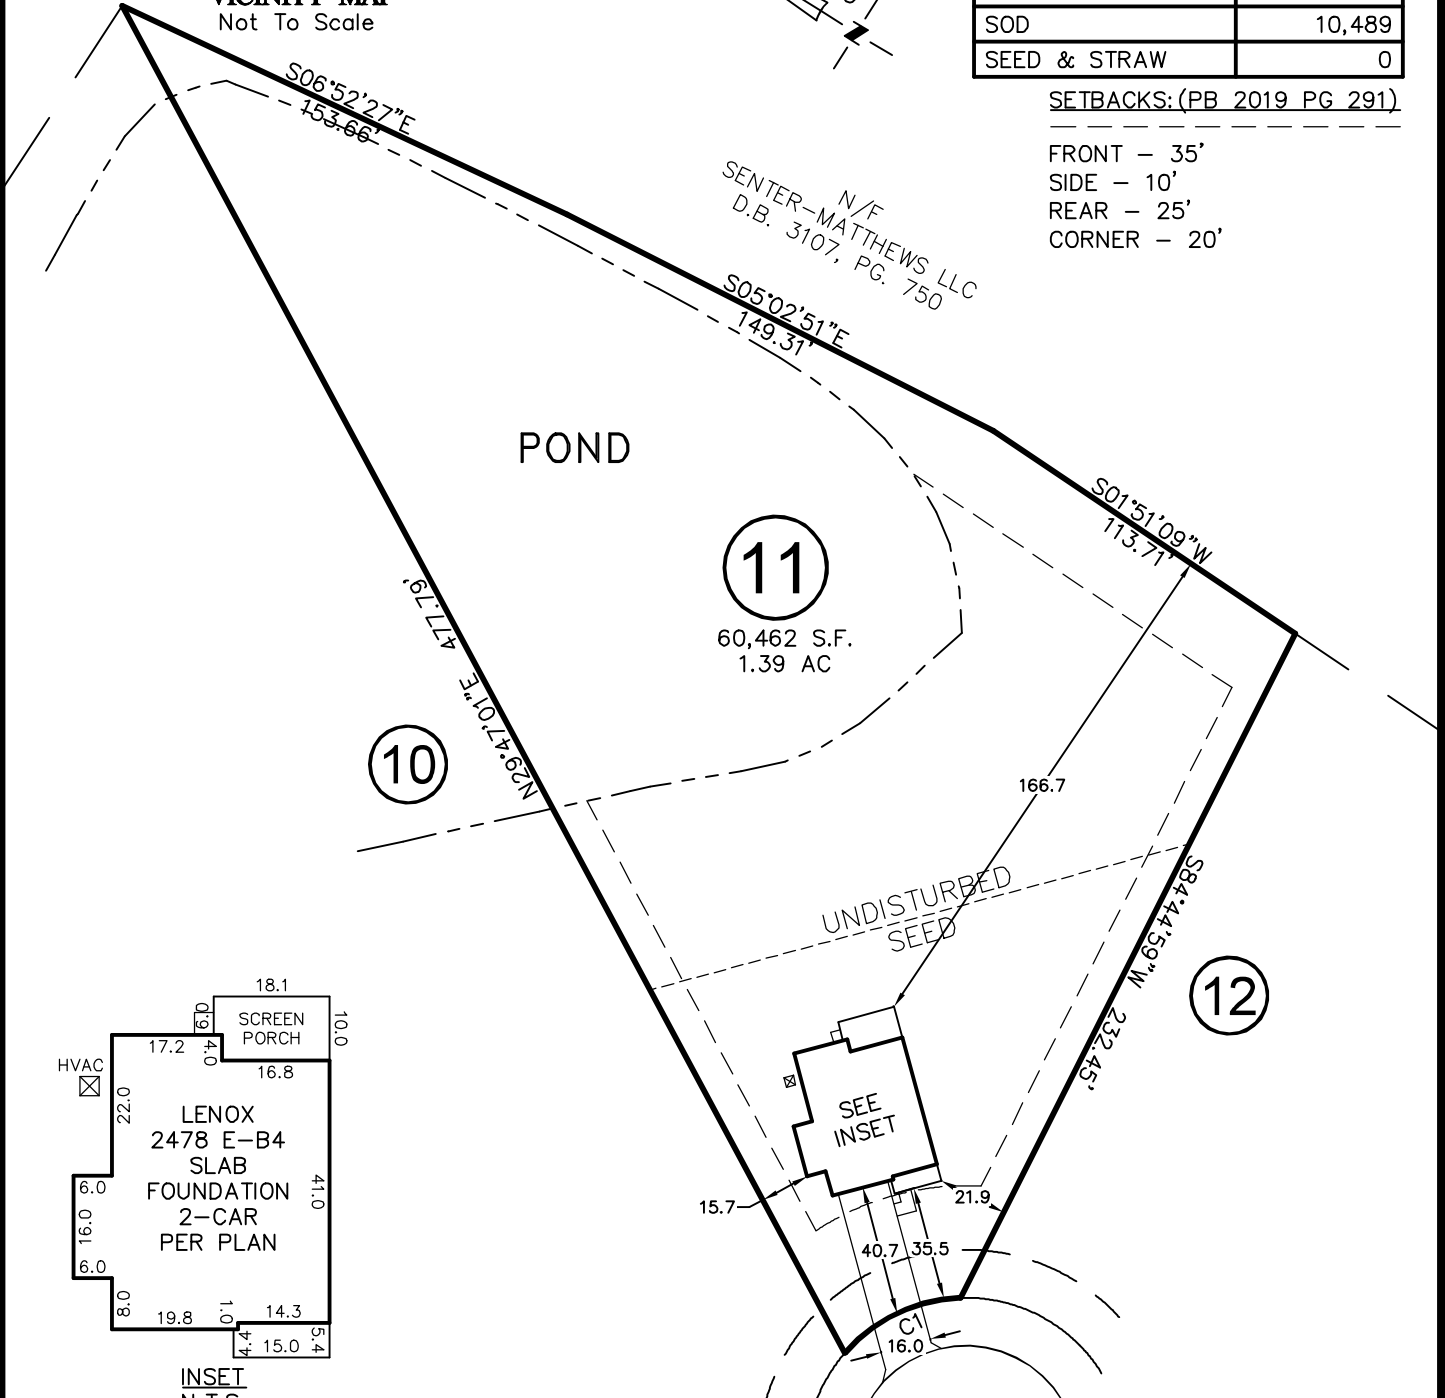 VICINITY MAP
Not To Scale
SOD 10,489
SEED & STRAW 0
SETBACKS: (PB 2019 PG 291)
FRONT – 35'
SIDE – 10'
REAR – 25'
CORNER – 20'
S06°52'27"E
153.66'
N/F
SENTER–MATTHEWS LLC
D.B. 3107, PG. 750
S05°02'51"E
149.31'
POND
S01°51'09"W
113.71'
11
60,462 S.F.
1.39 AC
N29°47'01"E 477.79'
10
166.7
UNDISTURBED
SEED
S84°44'59"W 232.45'
12
SEE
INSET
15.7
21.9
40.7
35.5
C1
16.0
18.1
6.0
SCREEN
PORCH
10.0
17.2
4.0
16.8
HVAC
22.0
LENOX
2478 E–B4
SLAB
FOUNDATION
2–CAR
PER PLAN
41.0
6.0
16.0
6.0
8.0
19.8
1.0
14.3
4.4
15.0
5.4
INSET